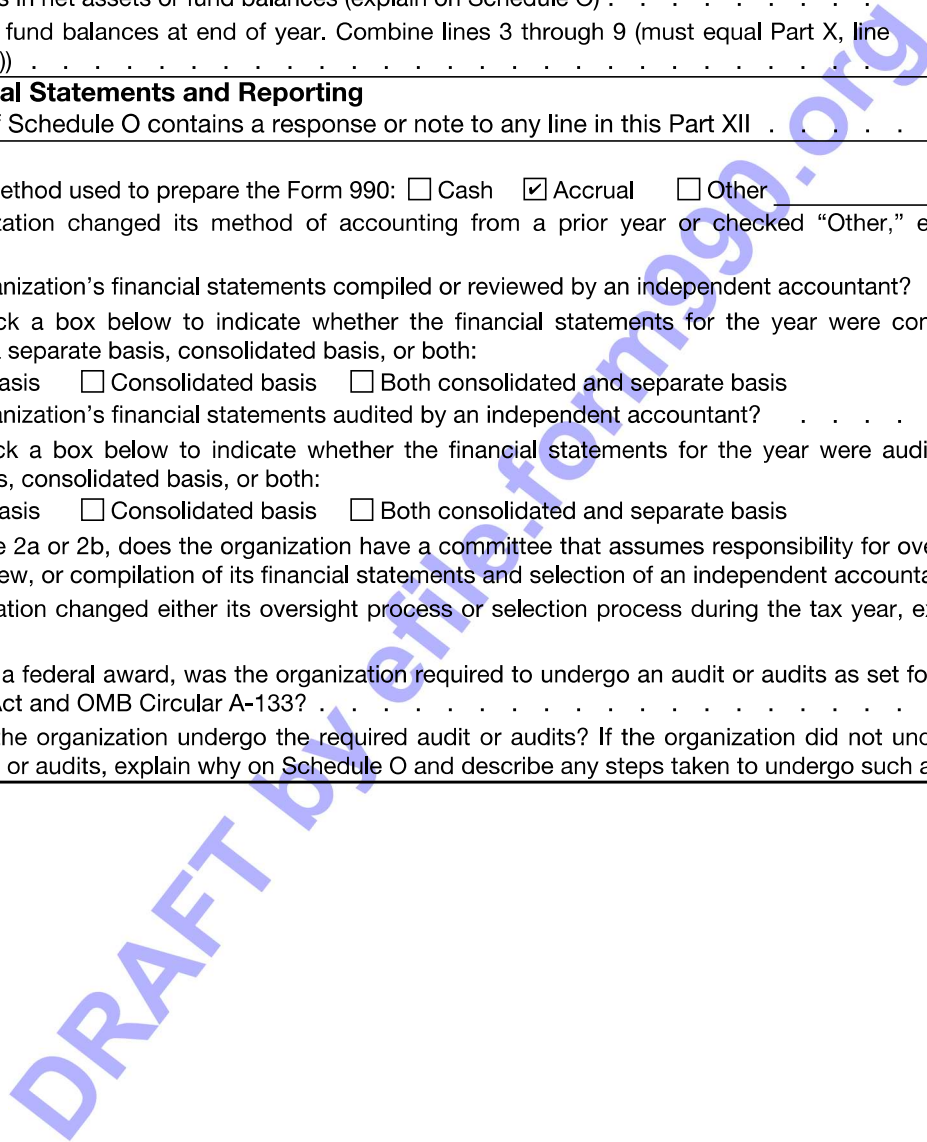 s in net assets or fund balances (explain on Schedule O) . . . . . . . . .
fund balances at end of year. Combine lines 3 through 9 (must equal Part X, line
)) . . . . . . . . . . . . . . . . . . . . . . . . . . .
al Statements and Reporting
f Schedule O contains a response or note to any line in this Part XII . . . . .
ethod used to prepare the Form 990: ☐ Cash ☑ Accrual ☐ Other
zation changed its method of accounting from a prior year or checked “Other,” e
anization’s financial statements compiled or reviewed by an independent accountant?
ck a box below to indicate whether the financial statements for the year were con
a separate basis, consolidated basis, or both:
asis ☐ Consolidated basis ☐ Both consolidated and separate basis
anization’s financial statements audited by an independent accountant? . . . .
ck a box below to indicate whether the financial statements for the year were audi
s, consolidated basis, or both:
asis ☐ Consolidated basis ☐ Both consolidated and separate basis
e 2a or 2b, does the organization have a committee that assumes responsibility for ove
ew, or compilation of its financial statements and selection of an independent accounta
ation changed either its oversight process or selection process during the tax year, ex
a federal award, was the organization required to undergo an audit or audits as set fo
Act and OMB Circular A-133? . . . . . . . . . . . . . . . . . . .
the organization undergo the required audit or audits? If the organization did not und
or audits, explain why on Schedule O and describe any steps taken to undergo such a
DRAFT by efile.form990.org